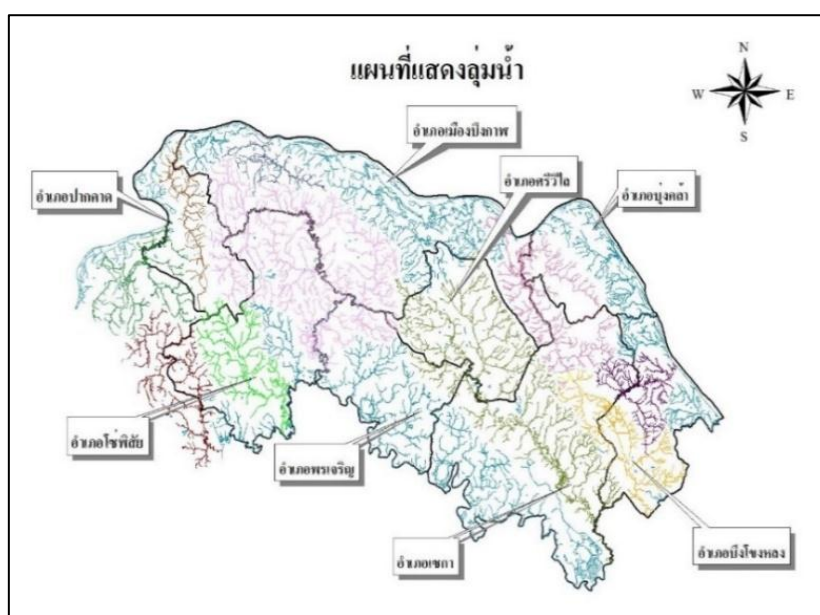 แผนที่แสดงลุ่มน้ำ
N
W E
S
อำเภอเมืองบึงกาฬ
อำเภอศรีวิไล
อำเภอปากคาด
อำเภอบุ่งคล้า
อำเภอโซ่พิสัย
อำเภอพรเจริญ
อำเภอเซกา
อำเภอบึงโขงหลง